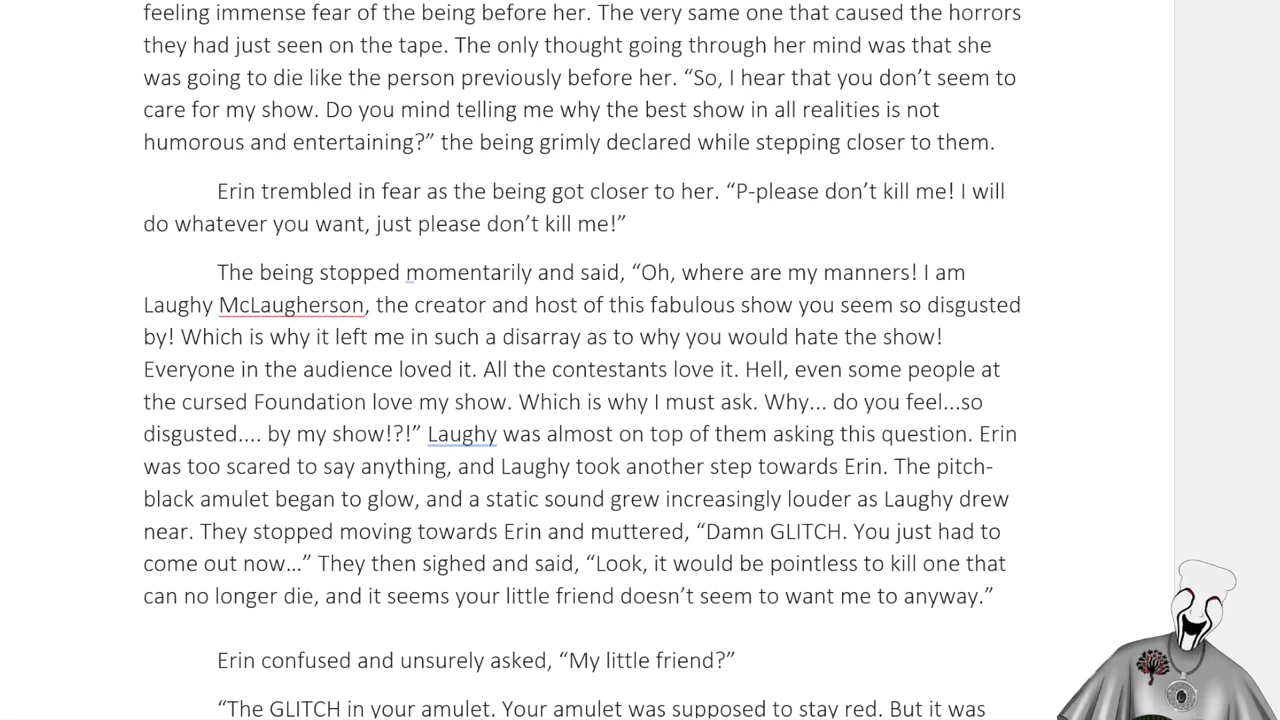 feeling immense fear of the being before her. The very same one that caused the horrors
they had just seen on the tape. The only thought going through her mind was that she
was going to die like the person previously before her. “So, I hear that you don’t seem to
care for my show. Do you mind telling me why the best show in all realities is not
humorous and entertaining?” the being grimly declared while stepping closer to them.
Erin trembled in fear as the being got closer to her. “P-please don’t kill me! I will
do whatever you want, just please don’t kill me!”
The being stopped momentarily and said, “Oh, where are my manners! I am
Laughy McLaugherson, the creator and host of this fabulous show you seem so disgusted
by! Which is why it left me in such a disarray as to why you would hate the show!
Everyone in the audience loved it. All the contestants love it. Hell, even some people at
the cursed Foundation love my show. Which is why I must ask. Why... do you feel...so
disgusted.... by my show!?!” Laughy was almost on top of them asking this question. Erin
was too scared to say anything, and Laughy took another step towards Erin. The pitch-
black amulet began to glow, and a static sound grew increasingly louder as Laughy drew
near. They stopped moving towards Erin and muttered, “Damn GLITCH. You just had to
come out now...” They then sighed and said, “Look, it would be pointless to kill one that
can no longer die, and it seems your little friend doesn’t seem to want me to anyway.”
Erin confused and unsurely asked, “My little friend?”
“The GLITCH in your amulet. Your amulet was supposed to stay red. But it was